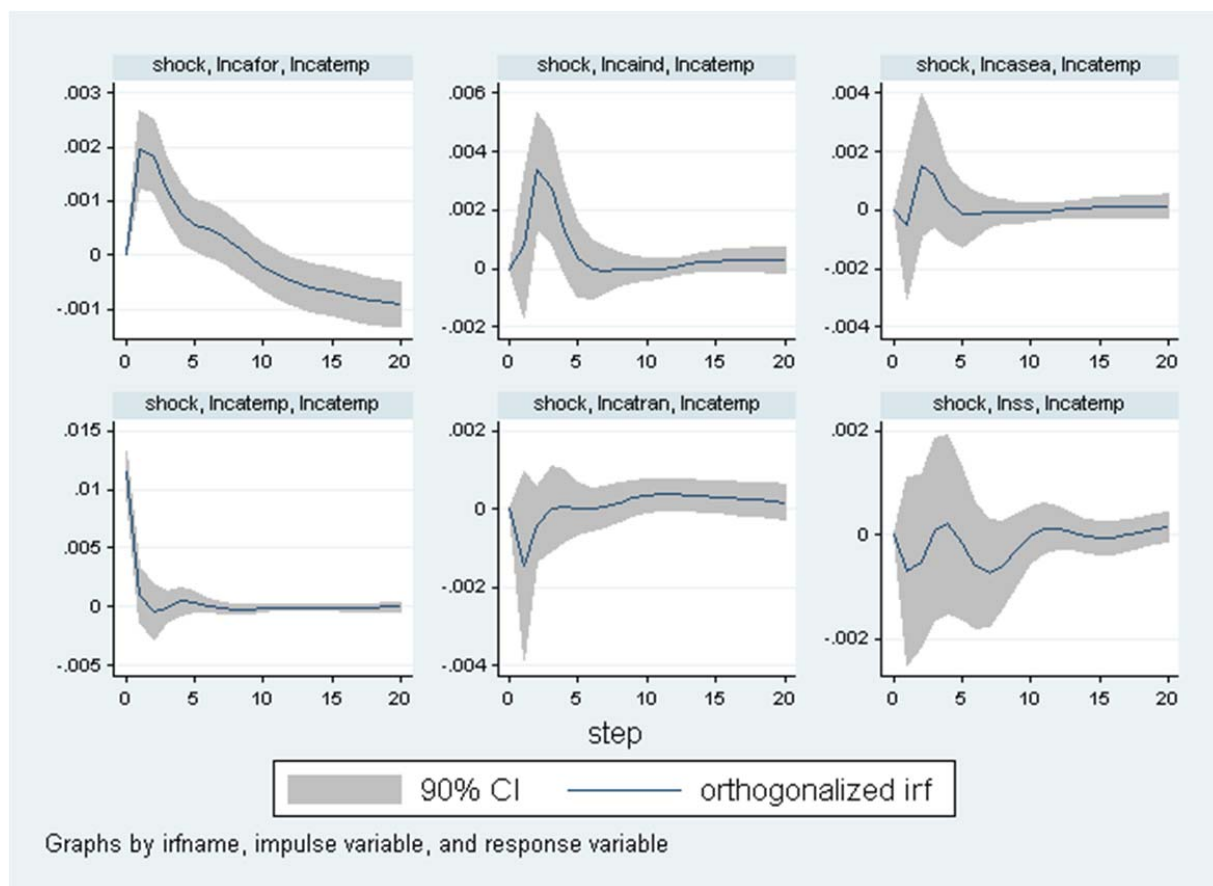 shock, lncafor, lncatemp
shock, lncaind, lncatemp
shock, lncasea, lncatemp
.003
.002
.001
0
-.001
0 5 10 15 20
.006
.004
.002
0
-.002
0 5 10 15 20
.004
.002
0
-.002
-.004
0 5 10 15 20
shock, lncatemp, lncatemp
shock, lncatran, lncatemp
shock, lnss, lncatemp
.015
.01
.005
0
-.005
0 5 10 15 20
.002
0
-.002
-.004
0 5 10 15 20
.002
0
-.002
0 5 10 15 20
step
90% CI
orthogonalized irf
Graphs by irfname, impulse variable, and response variable